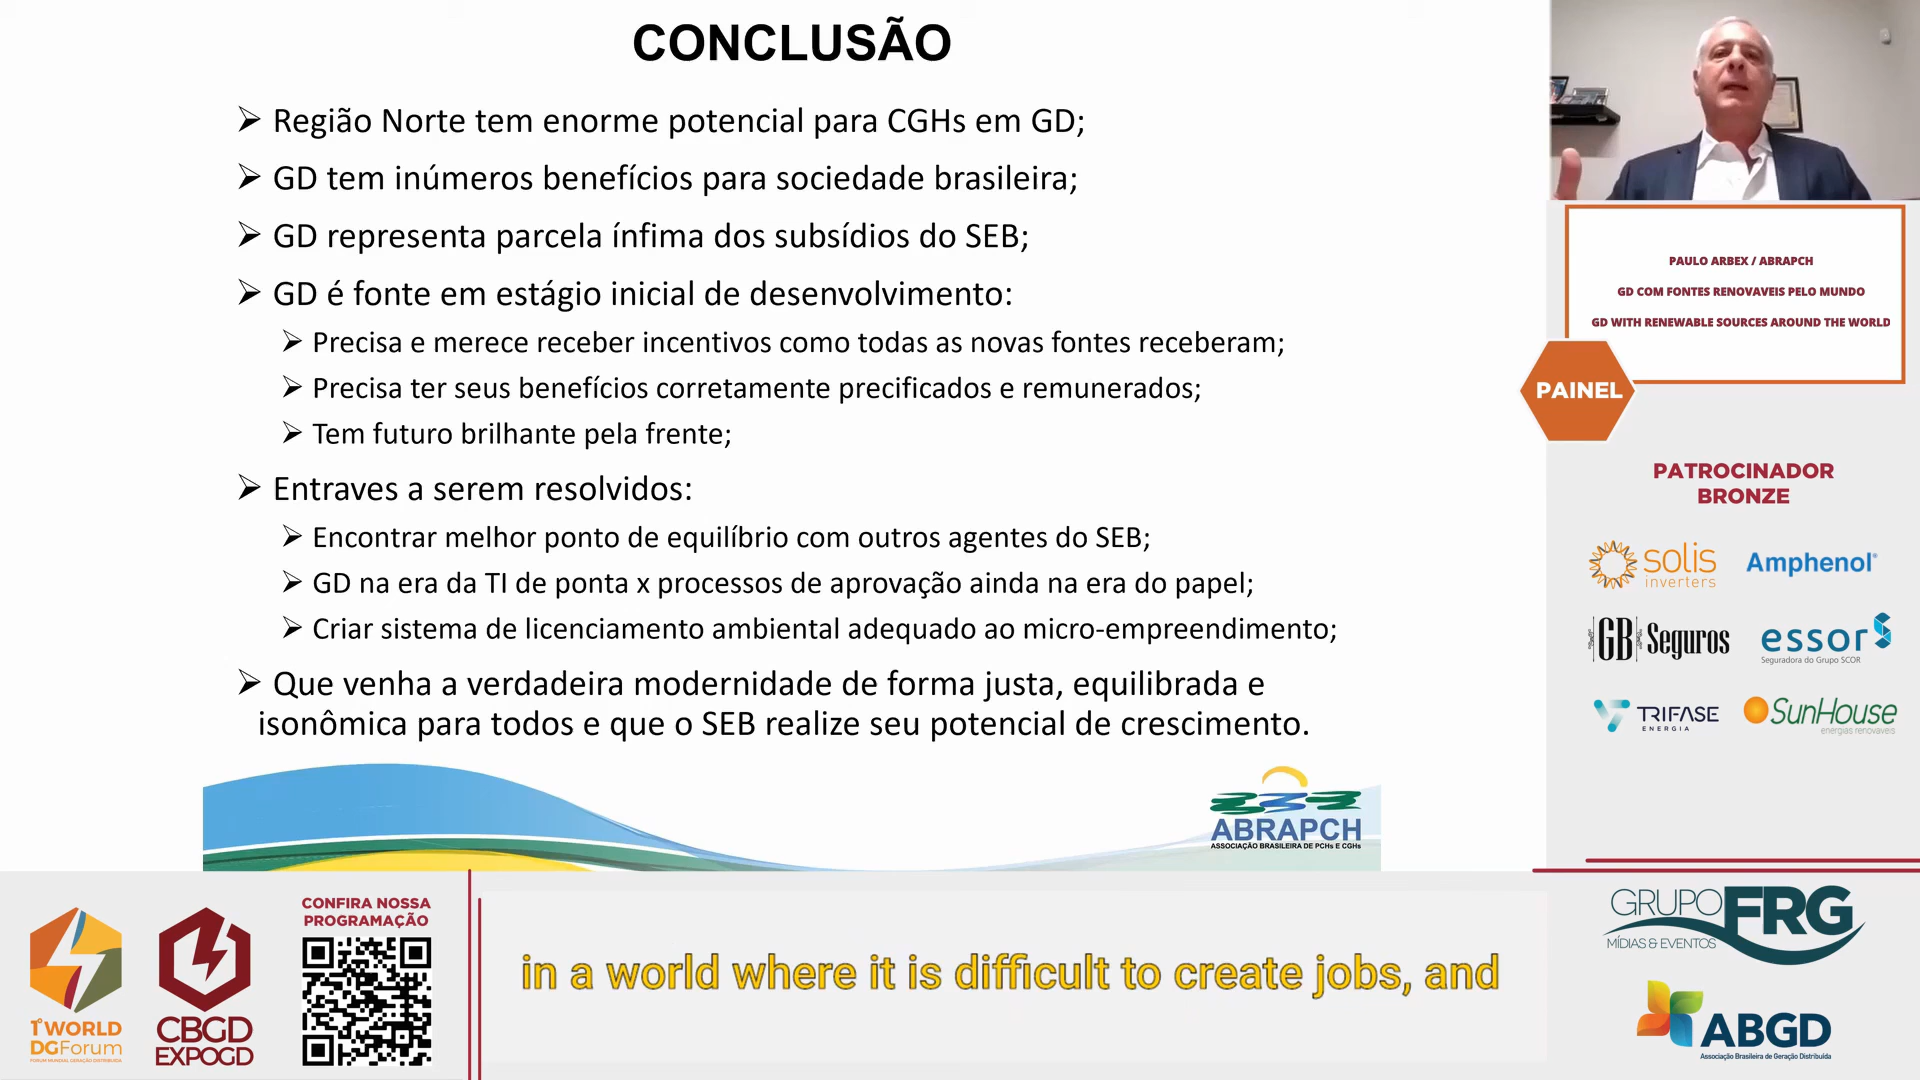 CONCLUSÃO
Região Norte tem enorme potencial para CGHs em GD;
GD tem inúmeros benefícios para sociedade brasileira;
GD representa parcela ínfima dos subsídios do SEB;
GD é fonte em estágio inicial de desenvolvimento:
Precisa e merece receber incentivos como todas as novas fontes receberam;
Precisa ter seus benefícios corretamente precificados e remunerados;
Tem futuro brilhante pela frente;
Entraves a serem resolvidos:
Encontrar melhor ponto de equilíbrio com outros agentes do SEB;
GD na era da TI de ponta x processos de aprovação ainda na era do papel;
Criar sistema de licenciamento ambiental adequado ao micro-empreendimento;
Que venha a verdadeira modernidade de forma justa, equilibrada e
isonômica para todos e que o SEB realize seu potencial de crescimento.
ABRAPCH
ASSOCIAÇÃO BRASILEIRA DE PCHs E CGHs
PAULO ARBEX / ABRAPCH
GD COM FONTES RENOVAVEIS PELO MUNDO
GD WITH RENEWABLE SOURCES AROUND THE WORLD
PAINEL
PATROCINADOR
BRONZE
solis
inverters
Amphenol
GB Seguros
essor
Seguradora do Grupo SCOR
TRIFASE
ENERGIA
SunHouse
energias renováveis
1º WORLD
DGForum
FÓRUM MUNDIAL GERAÇÃO DISTRIBUÍDA
CBGD
EXPOGD
CONFIRA NOSSA
PROGRAMAÇÃO
in a world where it is difficult to create jobs, and
GRUPO FRG
MÍDIAS & EVENTOS
ABGD
Associação Brasileira de Geração Distribuída